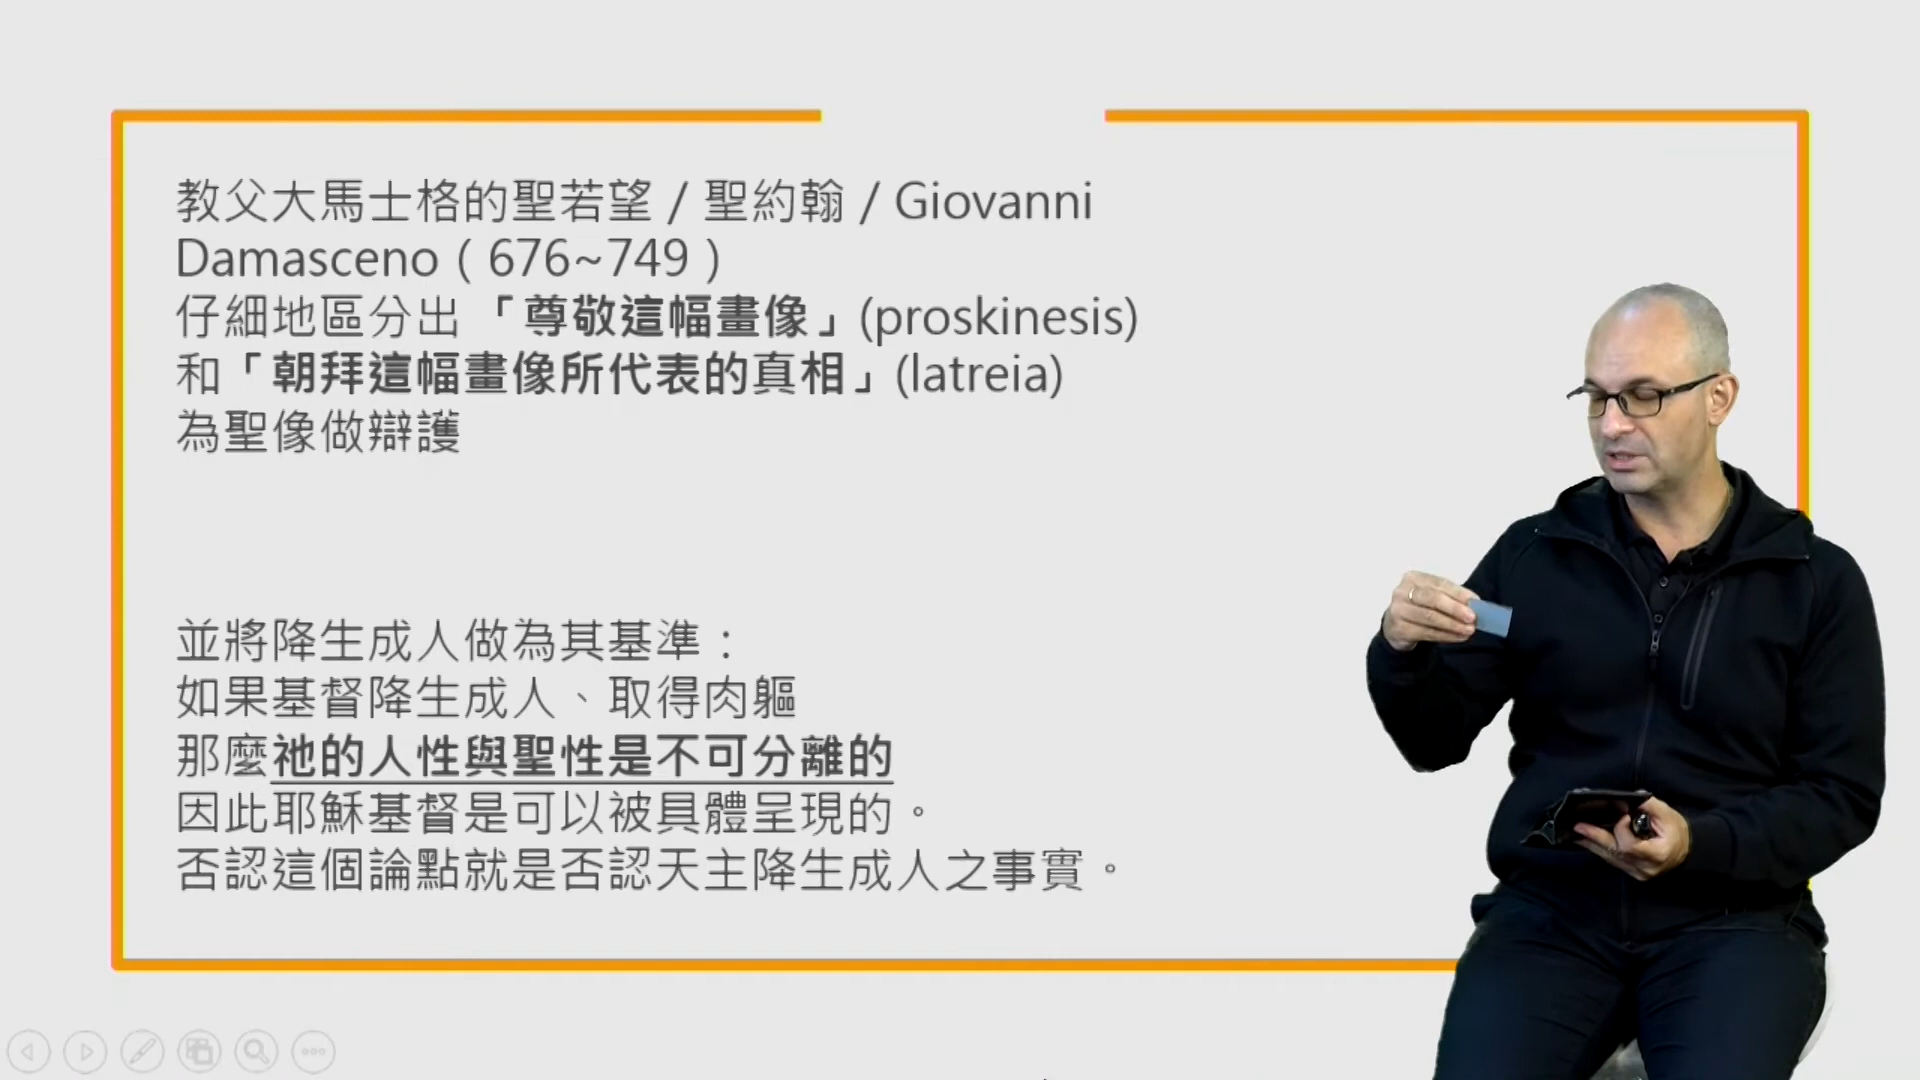 教父大馬士格的聖若望 / 聖約翰 / Giovanni
Damasceno ( 676~749 )
仔細地區分出 「尊敬這幅畫像」(proskinesis)
和「朝拜這幅畫像所代表的真相」(latreia)
為聖像做辯護
並將降生成人做為其基準：
如果基督降生成人、取得肉軀
那麼祂的人性與聖性是不可分離的
因此耶穌基督是可以被具體呈現的。
否認這個論點就是否認天主降生成人之事實。